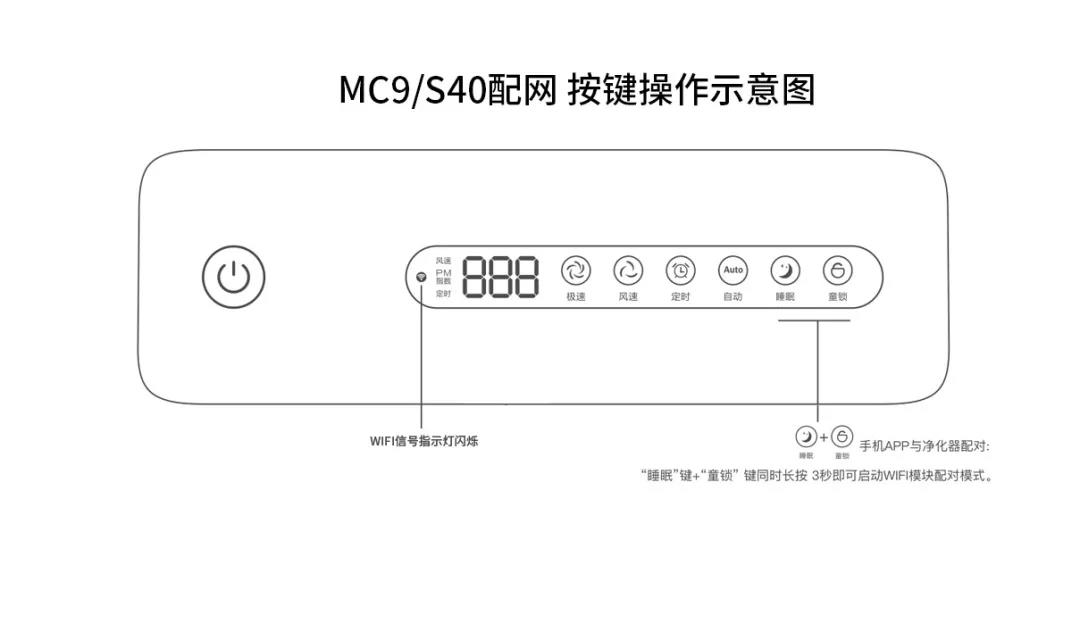 MC9/S40配网 按键操作示意图
风速
PM
指数
定时
888
Auto
极速
风速
定时
自动
睡眠
童锁
WIFI信号指示灯闪烁
+
睡眠
童锁
手机APP与净化器配对:
“睡眠”键+“童锁” 键同时长按 3秒即可启动WIFI模块配对模式。